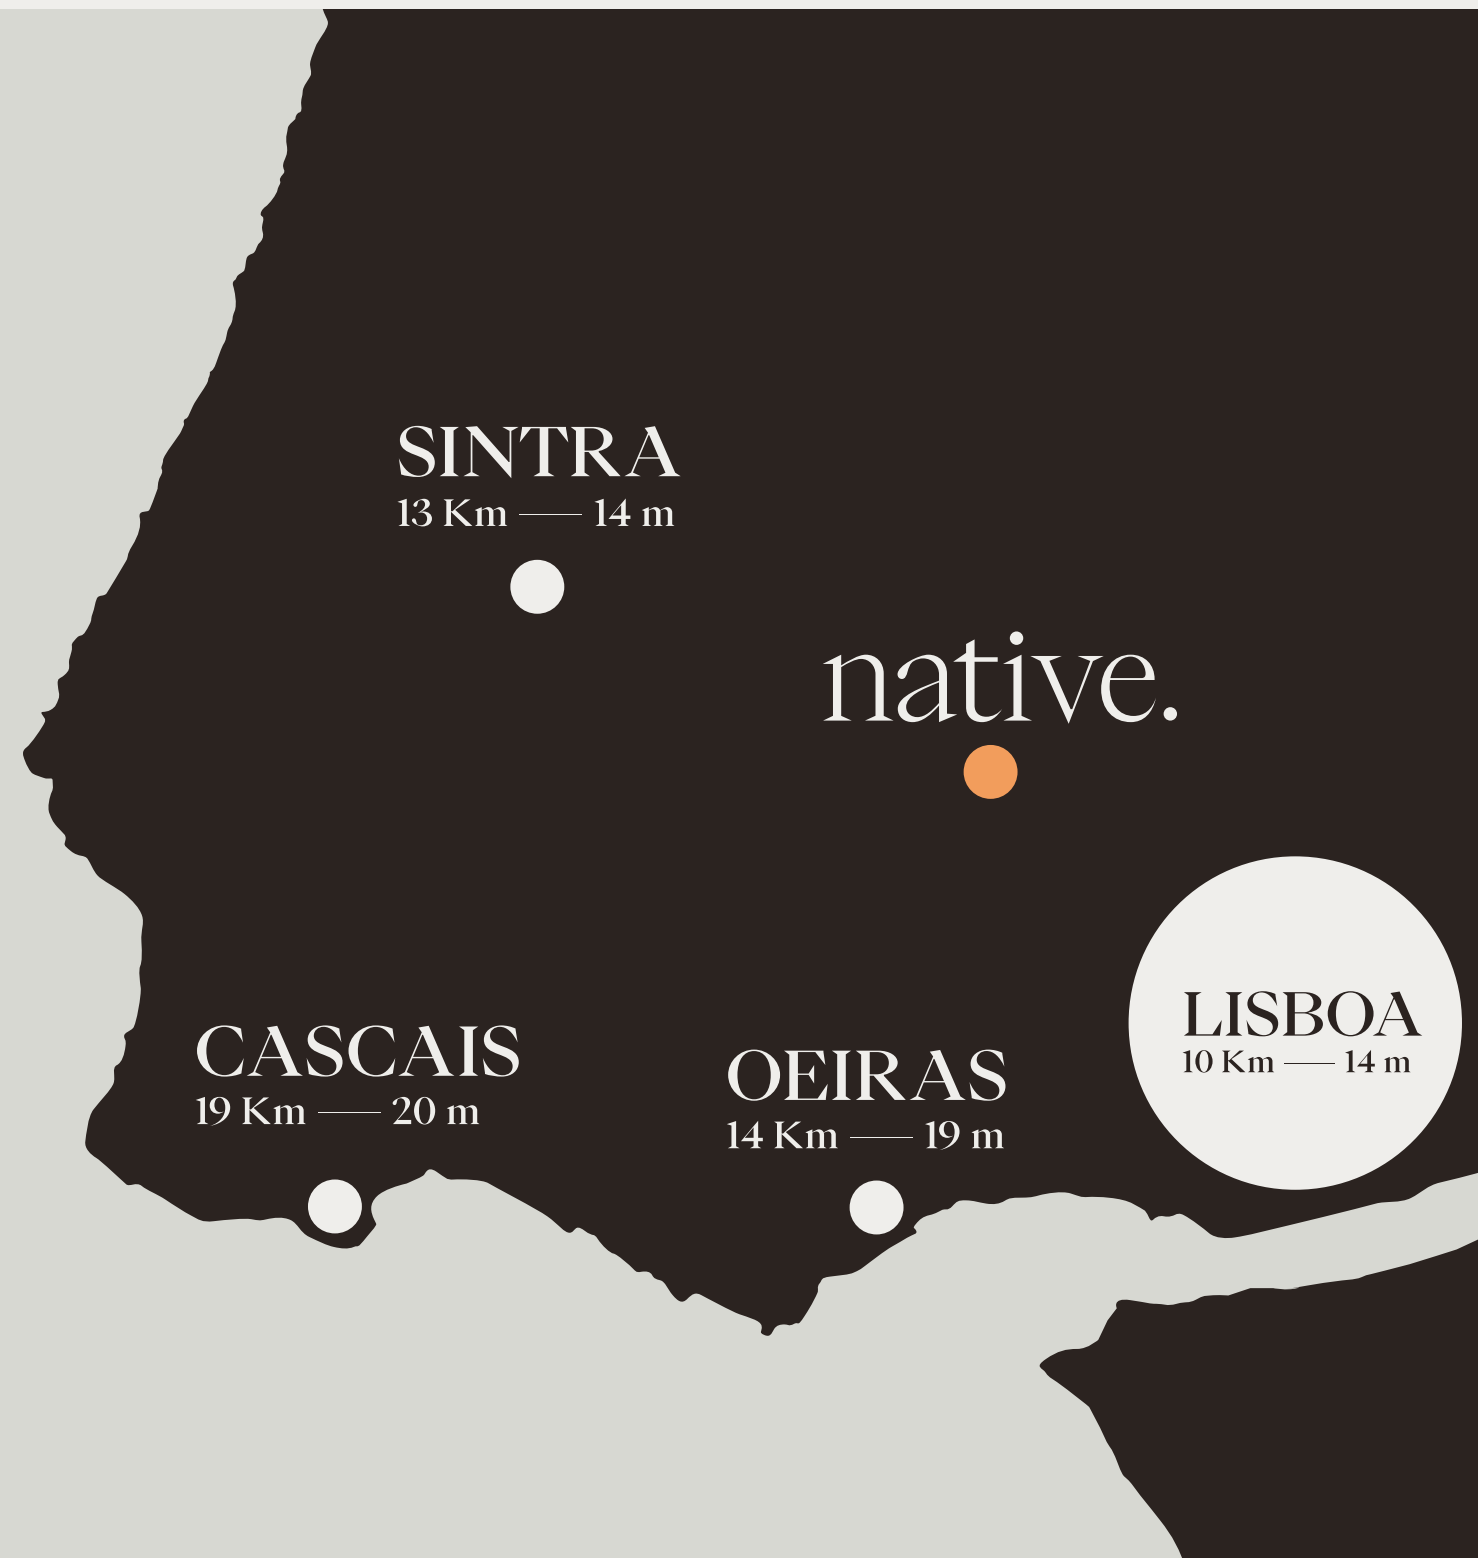 SINTRA
13 Km — 14 m
native.
LISBOA
10 Km — 14 m
CASCAIS
19 Km — 20 m
OEIRAS
14 Km — 19 m